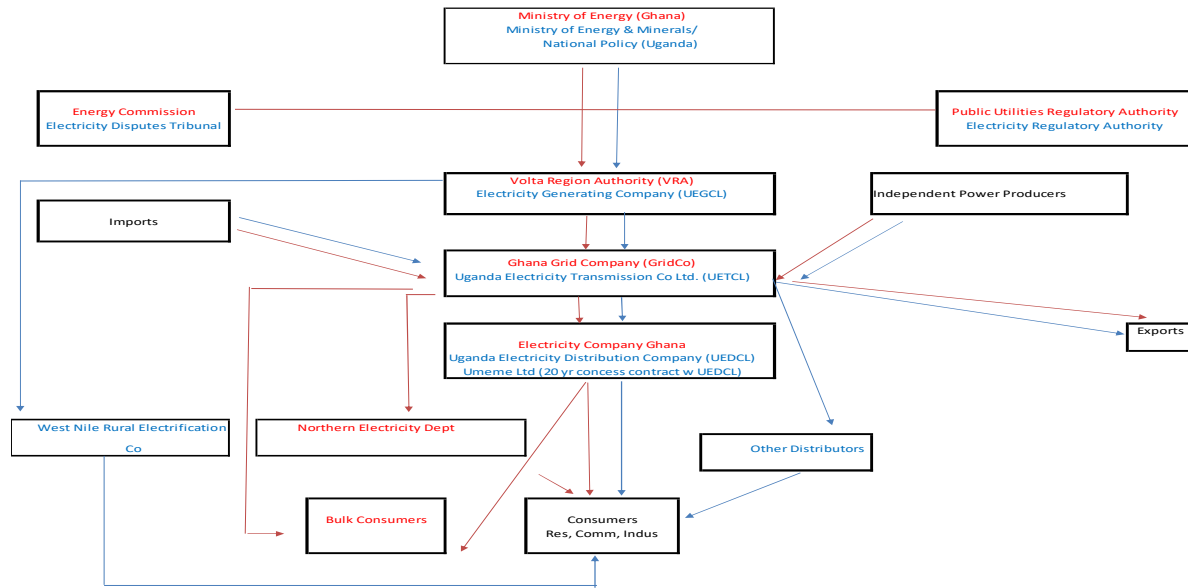 Ministry of Energy (Ghana)
Ministry of Energy & Minerals/
National Policy (Uganda)
Energy Commission
Electricity Disputes Tribunal
Public Utilities Regulatory Authority
Electricity Regulatory Authority
Volta Region Authority (VRA)
Electricity Generating Company (UEGCL)
Independent Power Producers
Imports
Ghana Grid Company (GridCo)
Uganda Electricity Transmission Co Ltd. (UETCL)
Exports
Electricity Company Ghana
Uganda Electricity Distribution Company (UEDCL)
Umeme Ltd (20 yr concess contract w UEDCL)
West Nile Rural Electrification
Co
Northern Electricity Dept
Other Distributors
Bulk Consumers
Consumers
Res, Comm, Indus